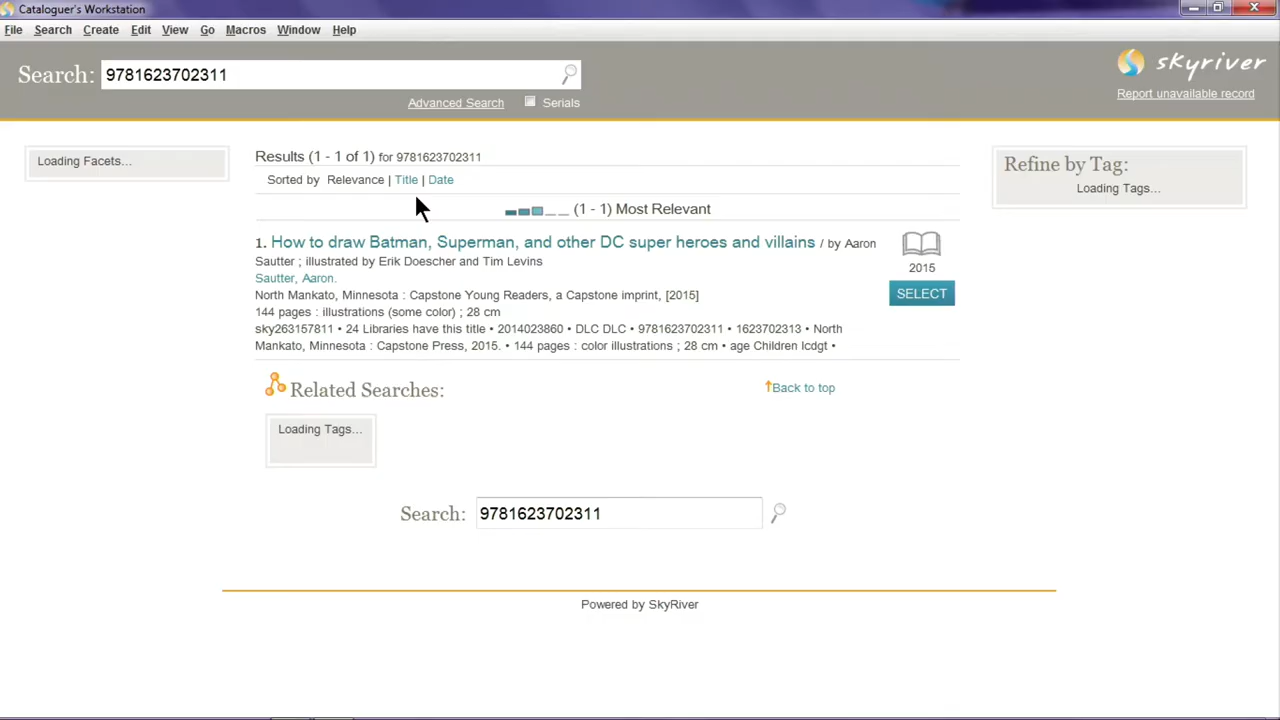 Cataloguer's Workstation
File Search Create Edit View Go Macros Window Help
Search: 9781623702311
skyriver
Advanced Search Serials
Report unavailable record
Loading Facets...
Results (1 - 1 of 1) for 9781623702311
Sorted by Relevance | Title | Date
(1 - 1) Most Relevant
1. How to draw Batman, Superman, and other DC super heroes and villains / by Aaron
Sautter ; illustrated by Erik Doescher and Tim Levins
Sautter, Aaron.
North Mankato, Minnesota : Capstone Young Readers, a Capstone imprint, [2015]
144 pages : illustrations (some color) ; 28 cm
sky263157811 • 24 Libraries have this title • 2014023860 • DLC DLC • 9781623702311 • 1623702313 • North
Mankato, Minnesota : Capstone Press, 2015. • 144 pages : color illustrations ; 28 cm • age Children lcdgt •
2015
SELECT
Refine by Tag:
Loading Tags...
Related Searches:
Back to top
Loading Tags...
Search: 9781623702311
Powered by SkyRiver